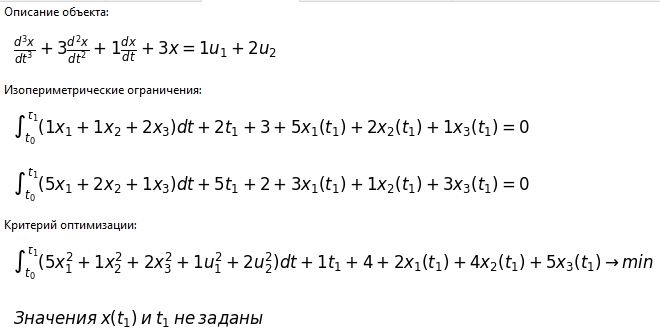 Описание объекта:
$\frac{d^3x}{dt^3} + 3\frac{d^2x}{dt^2} + 1\frac{dx}{dt} + 3x = 1u_1 + 2u_2$
Изопериметрические ограничения:
$\int_{t_0}^{t_1}(1x_1 + 1x_2 + 2x_3)dt + 2t_1 + 3 + 5x_1(t_1) + 2x_2(t_1) + 1x_3(t_1) = 0$
$\int_{t_0}^{t_1}(5x_1 + 2x_2 + 1x_3)dt + 5t_1 + 2 + 3x_1(t_1) + 1x_2(t_1) + 3x_3(t_1) = 0$
Критерий оптимизации:
$\int_{t_0}^{t_1}(5x_1^2 + 1x_2^2 + 2x_3^2 + 1u_1^2 + 2u_2^2)dt + 1t_1 + 4 + 2x_1(t_1) + 4x_2(t_1) + 5x_3(t_1) \to min$
Значения $x(t_1)$ и $t_1$ не заданы